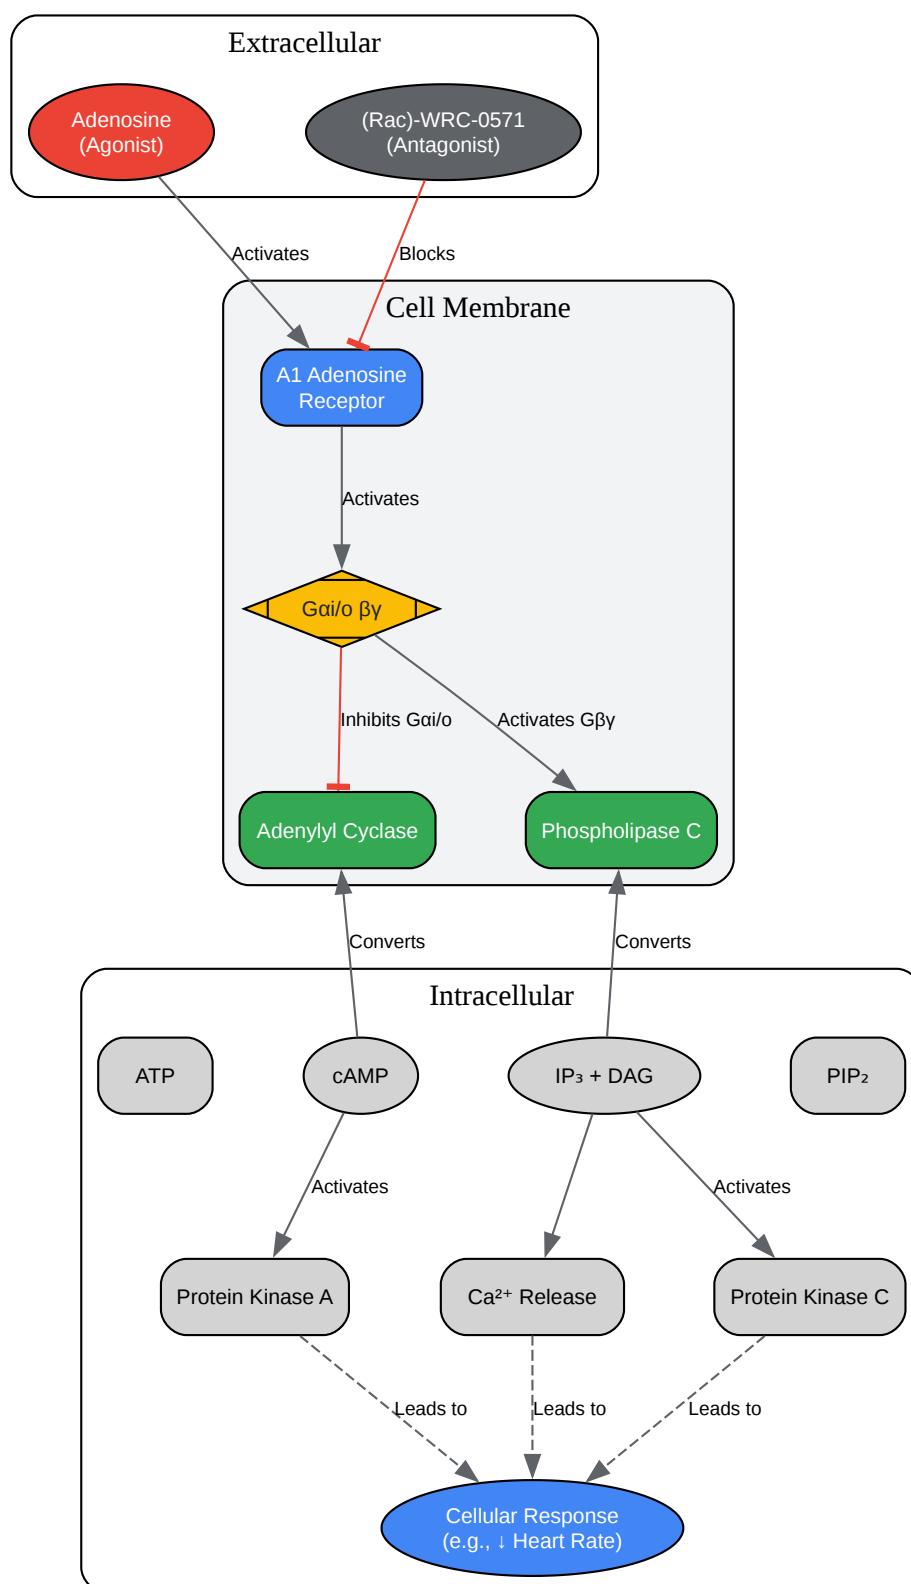 Extracellular
Adenosine
(Agonist)
(Rac)-WRC-0571
(Antagonist)
Activates
Blocks
Cell Membrane
A1 Adenosine
Receptor
Activates
Gαi/o βγ
Inhibits Gαi/o
Activates Gβγ
Adenylyl Cyclase
Phospholipase C
Converts
Converts
Intracellular
ATP
cAMP
IP₃ + DAG
PIP₂
Activates
Activates
Protein Kinase A
Ca²⁺ Release
Protein Kinase C
Leads to
Leads to
Leads to
Cellular Response
(e.g., ↓ Heart Rate)